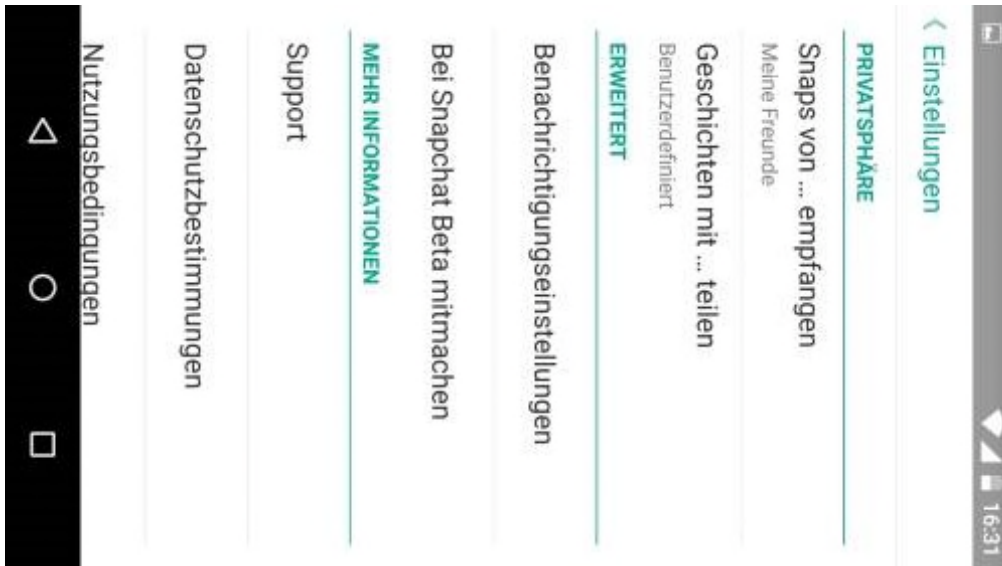 16:31
Einstellungen
PRIVATSPHÄRE
Snaps von ... empfangen
Meine Freunde
Geschichten mit ... teilen
Benutzerdefiniert
ERWEITERT
Benachrichtigungseinstellungen
Bei Snapchat Beta mitmachen
MEHR INFORMATIONEN
Support
Datenschutzbestimmungen
Nutzungsbedingungen